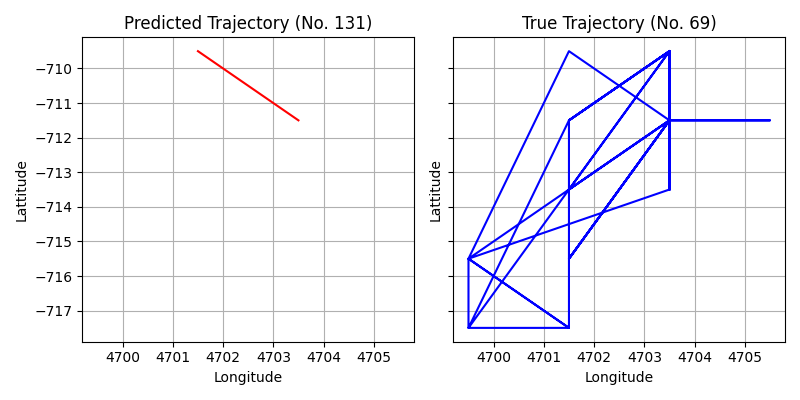 Predicted Trajectory (No. 131)
True Trajectory (No. 69)
Lattitude
−710
−711
−712
−713
−714
−715
−716
−717
4700 4701 4702 4703 4704 4705
Longitude
Lattitude
4700 4701 4702 4703 4704 4705
Longitude